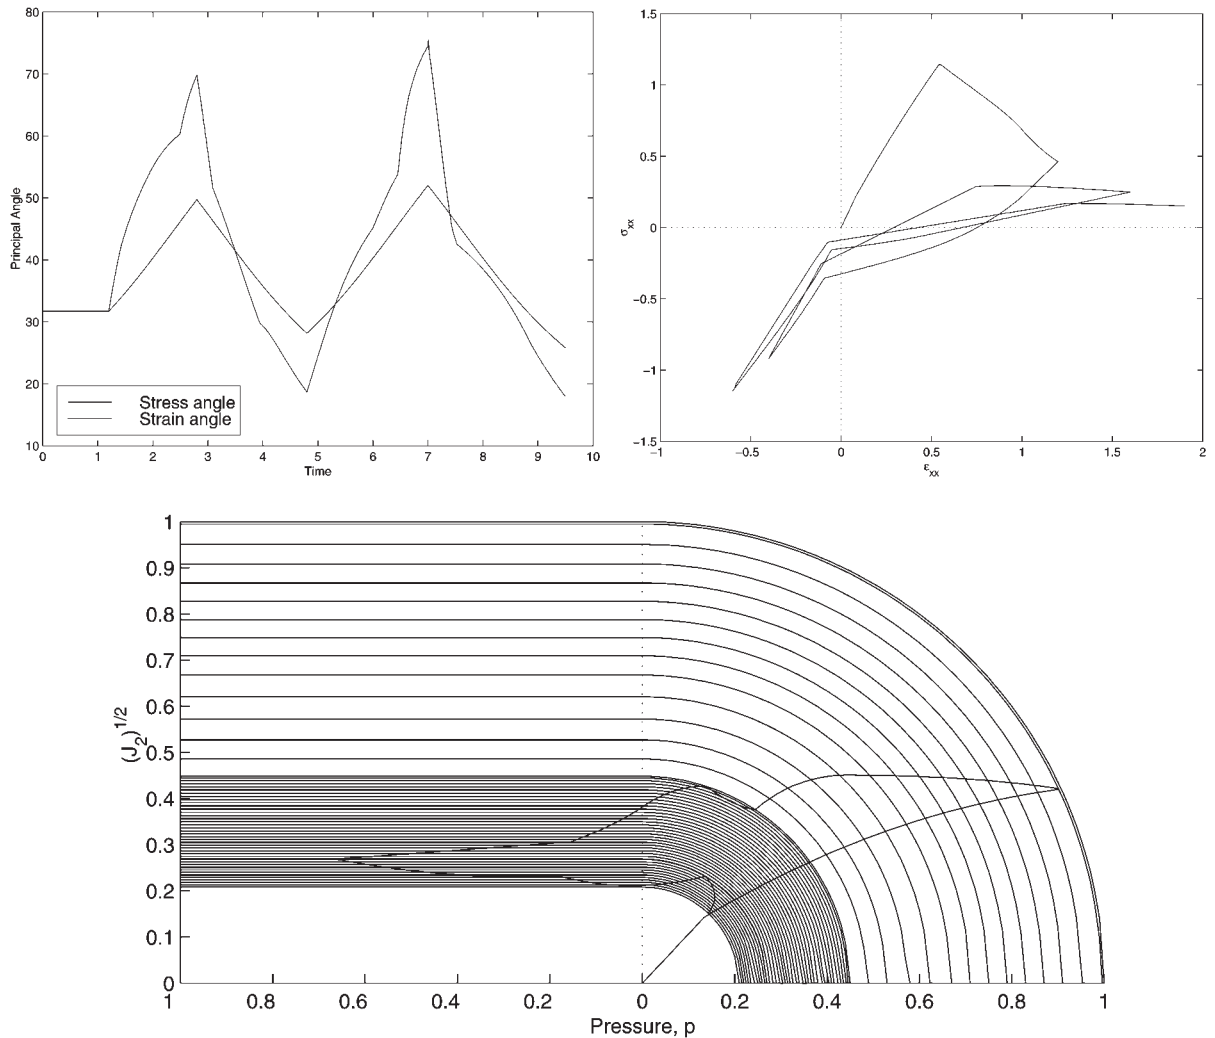 80
70
60
50
40
30
20
10
Principal Angle
Stress angle
Strain angle
0 1 2 3 4 5 6 7 8 9 10
Time
1.5
1
0.5
0
−0.5
−1
−1.5
σxx
−1 −0.5 0 0.5 1 1.5 2
εxx
1
0.9
0.8
0.7
0.6
0.5
0.4
0.3
0.2
0.1
0
(J2)1/2
1 0.8 0.6 0.4 0.2 0 0.2 0.4 0.6 0.8 1
Pressure, p